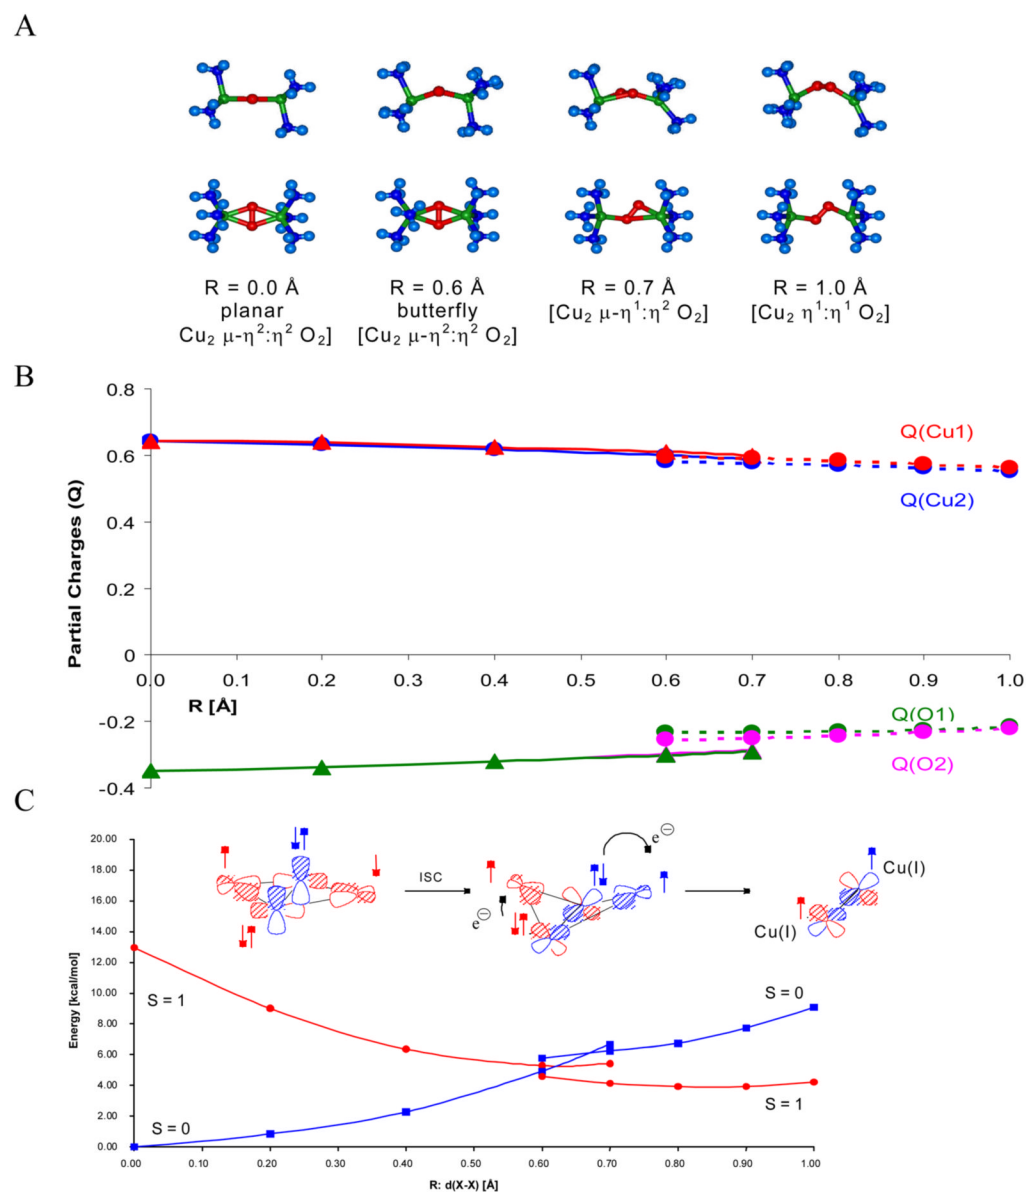 A
R = 0.0 Å
planar
Cu2 μ-η2:η2 O2]
R = 0.6 Å
butterfly
[Cu2 μ-η2:η2 O2]
R = 0.7 Å
[Cu2 μ-η1:η2 O2]
R = 1.0 Å
[Cu2 η1:η1 O2]
B
Partial Charges (Q)
0.8
0.6
0.4
0.2
0
-0.2
-0.4
0.0 0.1 0.2 0.3 0.4 0.5 0.6 0.7 0.8 0.9 1.0
R [Å]
Q(Cu1)
Q(Cu2)
Q(O1)
Q(O2)
C
Energy [kcal/mol]
20.00
18.00
16.00
14.00
12.00
10.00
8.00
6.00
4.00
2.00
0.00
0.00 0.10 0.20 0.30 0.40 0.50 0.60 0.70 0.80 0.90 1.00
R: d(X-X) [Å]
ISC
e⊖
e⊖
Cu(I)
Cu(I)
S = 1
S = 0
S = 0
S = 1